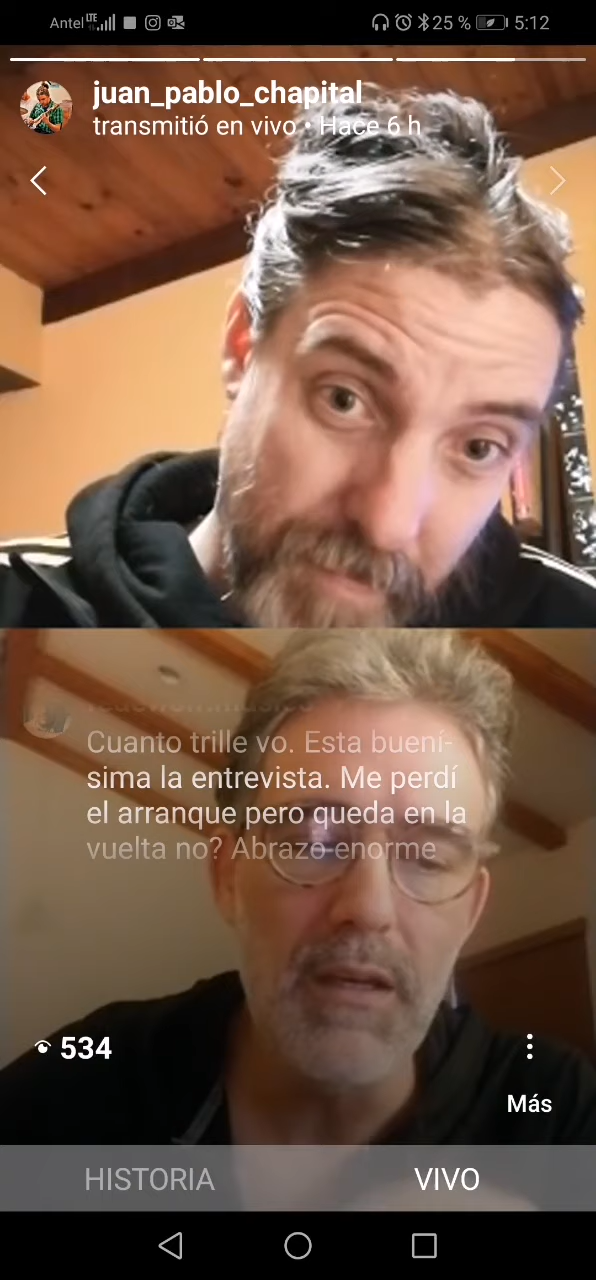 Antel LTE 25 % 5:12
juan_pablo_chapital
transmitió en vivo • Hace 6 h
Cuanto trille vo. Esta buení-
sima la entrevista. Me perdí
el arranque pero queda en la
vuelta no? Abrazo enorme
534
Más
HISTORIA VIVO